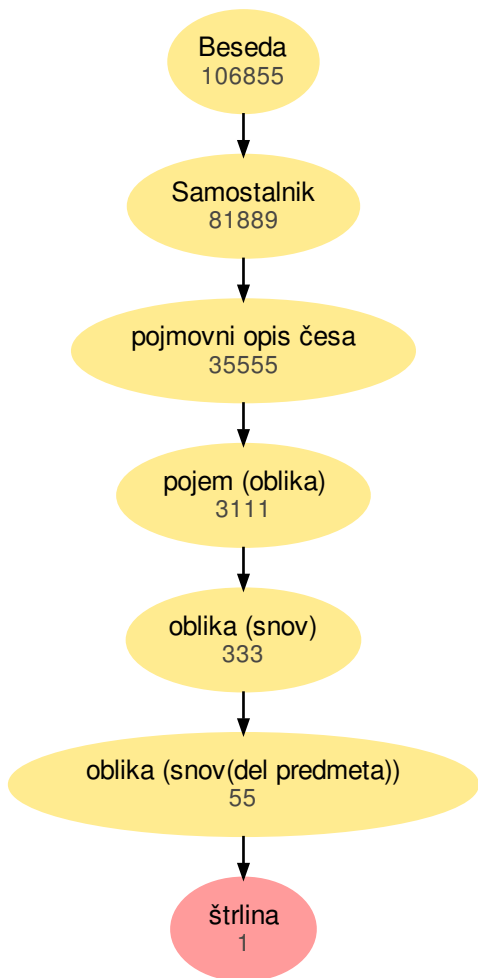 Beseda
106855
Samostalnik
81889
pojmovni opis česa
35555
pojem (oblika)
3111
oblika (snov)
333
oblika (snov(del predmeta))
55
štrlina
1